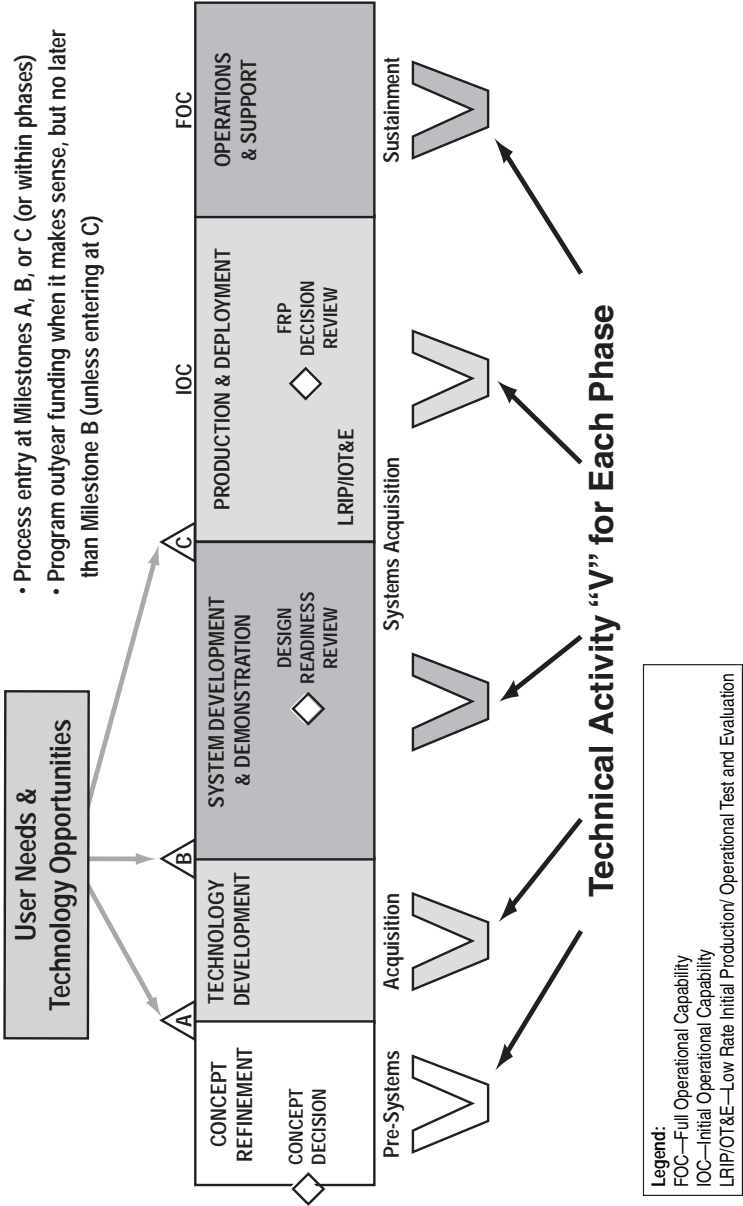 User Needs &
Technology Opportunities
• Process entry at Milestones A, B, or C (or within phases)
• Program outyear funding when it makes sense, but no later
than Milestone B (unless entering at C)
A
B
C
IOC
FOC
CONCEPT
REFINEMENT
CONCEPT
DECISION
TECHNOLOGY
DEVELOPMENT
SYSTEM DEVELOPMENT
& DEMONSTRATION
DESIGN
READINESS
REVIEW
PRODUCTION & DEPLOYMENT
LRIP/IOT&E
FRP
DECISION
REVIEW
OPERATIONS
& SUPPORT
Pre-Systems
Acquisition
Systems Acquisition
Sustainment
Technical Activity “V” for Each Phase
Legend:
FOC—Full Operational Capability
IOC—Initial Operational Capability
LRIP/OT&E—Low Rate Initial Production/ Operational Test and Evaluation